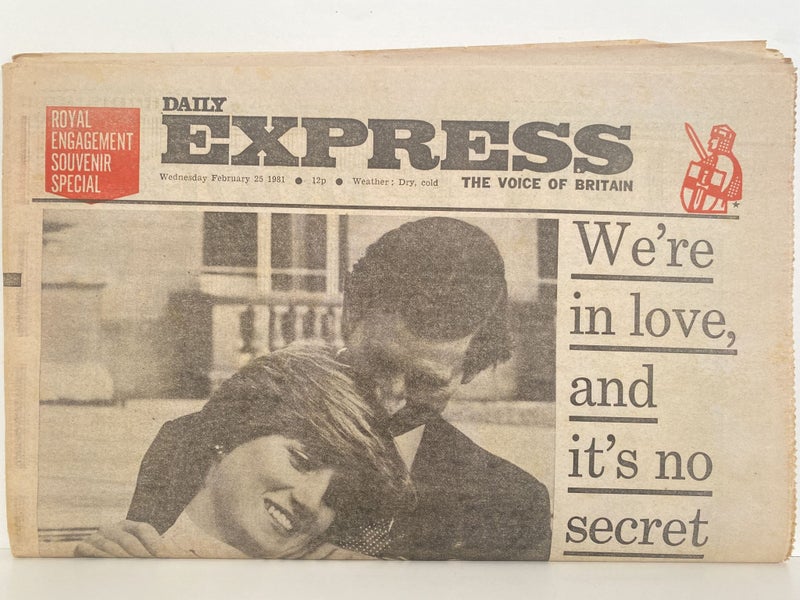 ROYAL
ENGAGEMENT
SOUVENIR
SPECIAL
DAILY
EXPRESS
Wednesday February 25 1981 ● 12p ● Weather: Dry, cold THE VOICE OF BRITAIN
We're
in love,
and
it's no
secret